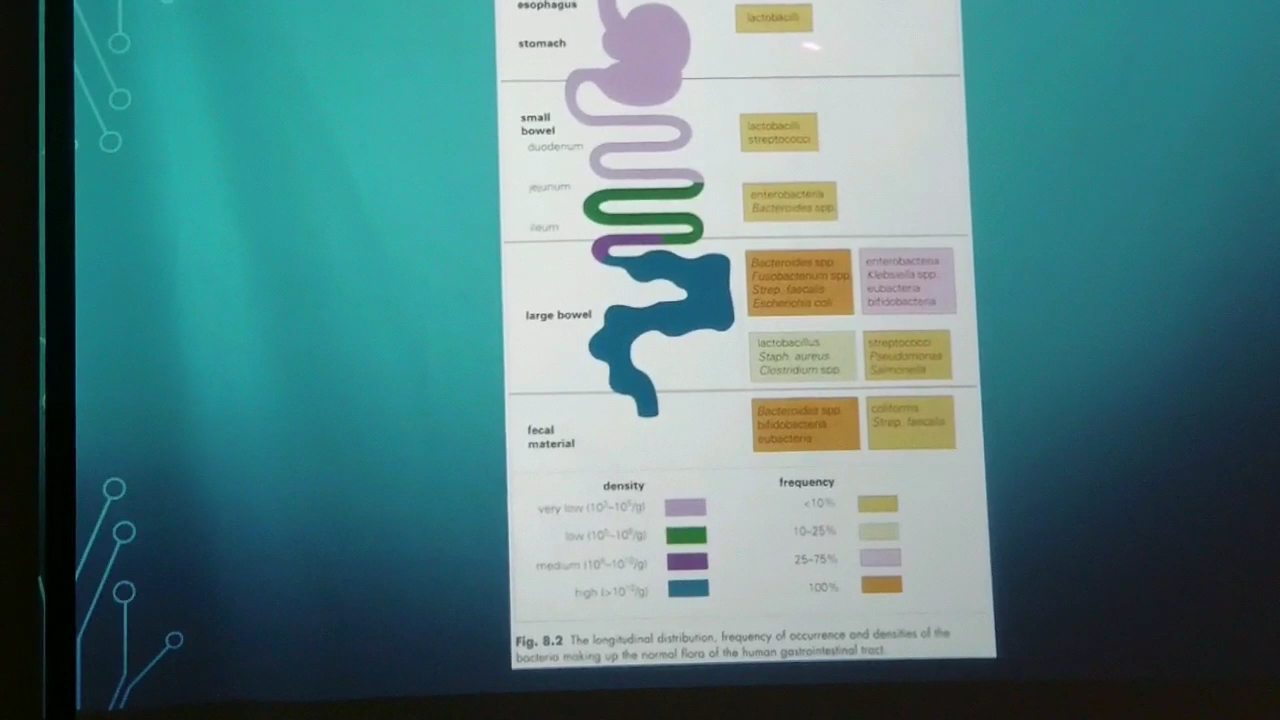 esophagus
lactobacilli
stomach
small
bowel
duodenum
lactobacilli
streptococci
jejunum
enterobacteria
Bacteroides spp.
ileum
large bowel
Bacteroides spp.
Fusobacterium spp.
Strep. faecalis
Escherichia coli
enterobacteria
Klebsiella spp.
eubacteria
bifidobacteria
lactobacillus
Staph. aureus
Clostridium spp.
streptococci
Pseudomonas
Salmonella
fecal
material
Bacteroides spp.
bifidobacteria
eubacteria
coliforms
Strep. faecalis
density
very low
low
medium
high
frequency
<10%
10–25%
25–75%
100%
Fig. 8.2 The longitudinal distribution, frequency of occurrence and densities of the
bacteria making up the normal flora of the human gastrointestinal tract.